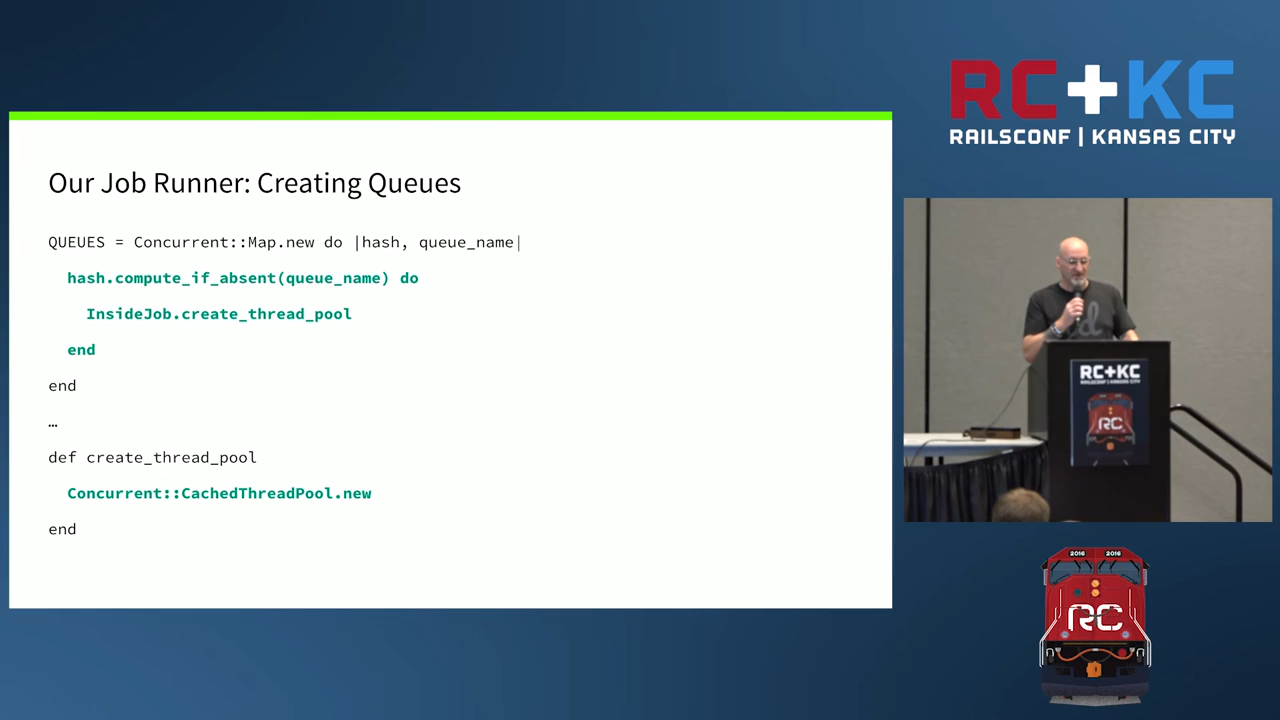 Our Job Runner: Creating Queues
QUEUES = Concurrent::Map.new do |hash, queue_name|
hash.compute_if_absent(queue_name) do
InsideJob.create_thread_pool
end
end
…
def create_thread_pool
Concurrent::CachedThreadPool.new
end
RC+KC
RAILSCONF | KANSAS CITY
RC+KC
RAILSCONF | KANSAS CITY
RC
2016
2016
RC